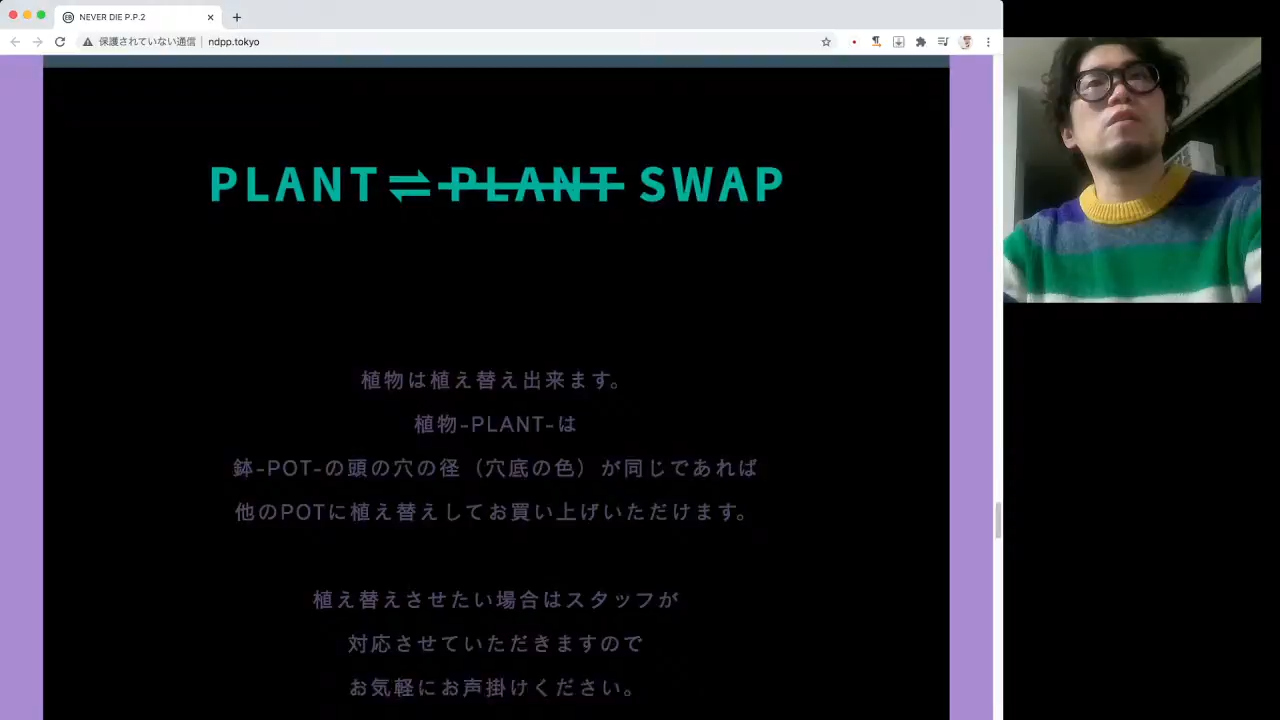 NEVER DIE P.P.2
保護されていない通信 ndpp.tokyo
PLANT⇌PLANT SWAP
植物は植え替え出来ます。
植物-PLANT-は
鉢-POT-の頭の穴の径（穴底の色）が同じであれば
他のPOTに植え替えしてお買い上げいただけます。
植え替えさせたい場合はスタッフが
対応させていただきますので
お気軽にお声掛けください。